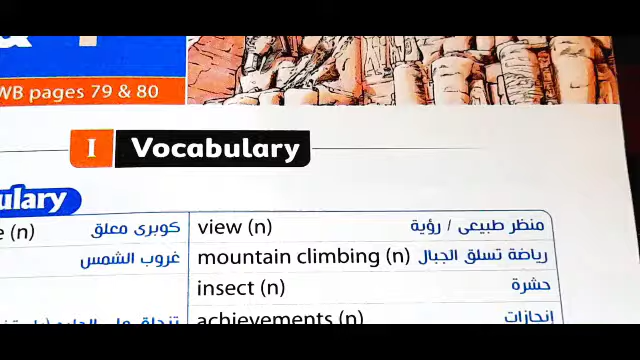 WB pages 79 & 80
I Vocabulary
ulary
e (n) كوبرى معلق view (n) منظر طبيعى / رؤية
غروب الشمس mountain climbing (n) رياضة تسلق الجبال
insect (n) حشرة
achievements (n) إنجازات